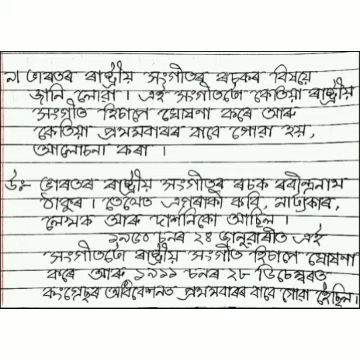 ৭। ভাৰতৰ ৰাষ্ট্ৰীয় সংগীতৰ ৰচকৰ বিষয়ে
জানি লোৱা । এই সংগীতটো কেতিয়া ৰাষ্ট্ৰীয়
সংগীত হিচাপে ঘোষণা কৰে আৰু
কেতিয়া প্ৰথমবাৰৰ বাবে গোৱা হয়,
আলোচনা কৰা ।
উঃ— ভাৰতৰ ৰাষ্ট্ৰীয় সংগীতৰ ৰচক ৰবীন্দ্ৰনাথ
ঠাকুৰ । তেখেত এগৰাকী কবি, নাট্যকাৰ,
লেখক আৰু দাৰ্শনিকো আছিল ।
১৯৫০ চনৰ ২৪ জানুৱাৰীত এই
সংগীতটো ৰাষ্ট্ৰীয় সংগীত হিচাপে ঘোষণা
কৰে আৰু ১৯১১ চনৰ ২৮ ডিচেম্বৰত
কংগ্ৰেছৰ অধিবেশনত প্ৰথমবাৰৰ বাবে গোৱা হৈছিল।